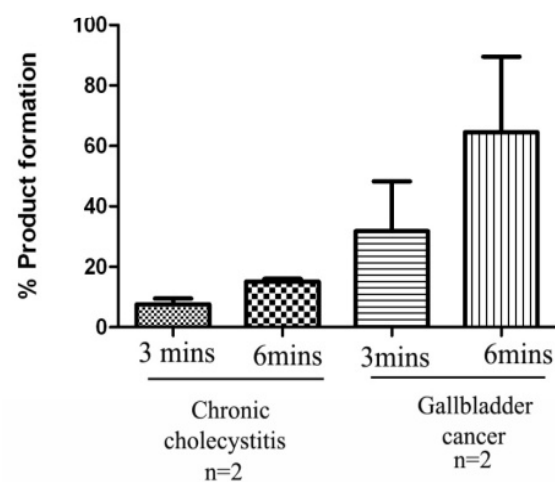 % Product formation
100
80
60
40
20
0
3 mins 6mins 3mins 6mins
Chronic
cholecystitis
n=2
Gallbladder
cancer
n=2